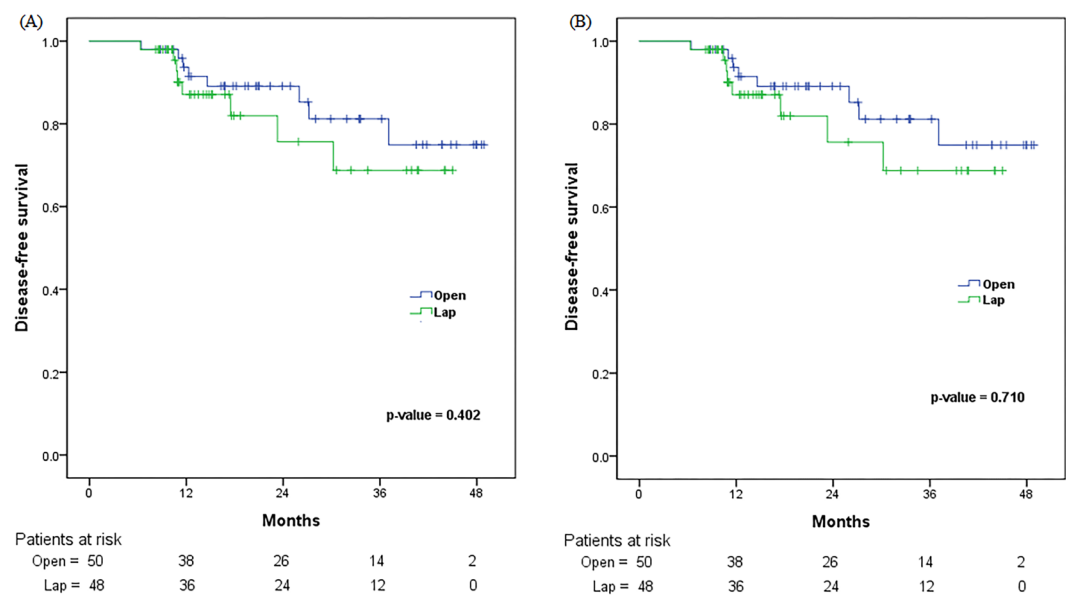 (A)
1.0
0.8
0.6
0.4
0.2
0.0
Disease-free survival
Open
Lap
p-value = 0.402
0 12 24 36 48
Months
Patients at risk
Open = 50 38 26 14 2
Lap = 48 36 24 12 0
(B)
1.0
0.8
0.6
0.4
0.2
0.0
Disease-free survival
Open
Lap
p-value = 0.710
0 12 24 36 48
Months
Patients at risk
Open = 50 38 26 14 2
Lap = 48 36 24 12 0